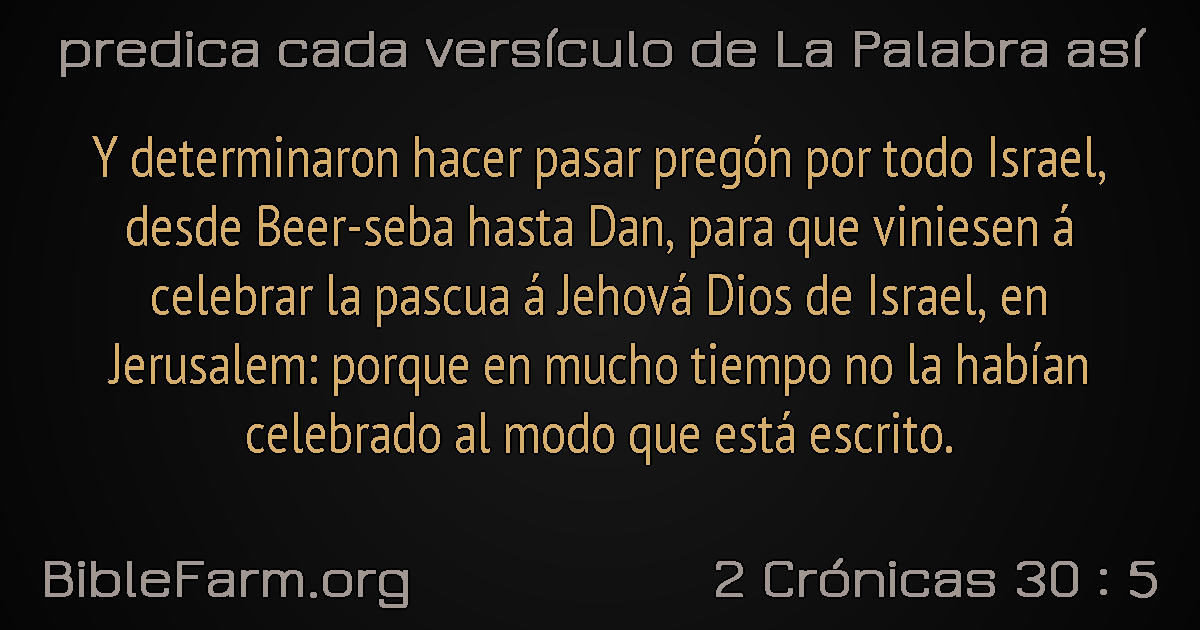 predica cada versículo de La Palabra así
Y determinaron hacer pasar pregón por todo Israel,
desde Beer-seba hasta Dan, para que viniesen á
celebrar la pascua á Jehová Dios de Israel, en
Jerusalem: porque en mucho tiempo no la habían
celebrado al modo que está escrito.
BibleFarm.org
2 Crónicas 30 : 5